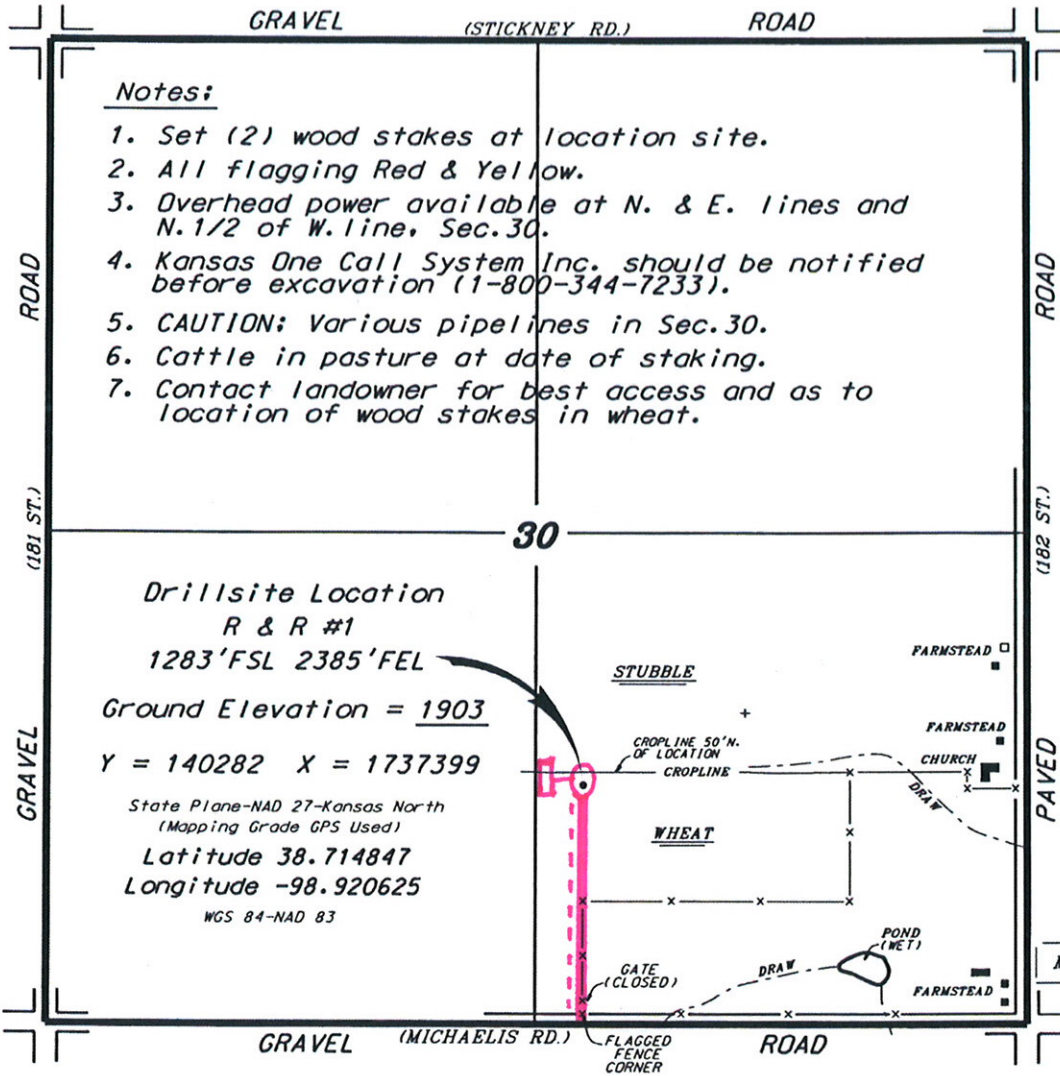 GRAVEL (STICKNEY RD.) ROAD
Notes:
1. Set (2) wood stakes at location site.
2. All flagging Red & Yellow.
3. Overhead power available at N. & E. lines and
N.1/2 of W. line, Sec.30.
4. Kansas One Call System Inc. should be notified
before excavation (1-800-344-7233).
5. CAUTION: Various pipelines in Sec.30.
6. Cattle in pasture at date of staking.
7. Contact landowner for best access and as to
location of wood stakes in wheat.
ROAD
(181 ST.)
GRAVEL
ROAD
(182 ST.)
PAVED
30
Drillsite Location
R & R #1
1283'FSL 2385'FEL
Ground Elevation = 1903
Y = 140282 X = 1737399
State Plane-NAD 27-Kansas North
(Mapping Grade GPS Used)
Latitude 38.714847
Longitude -98.920625
WGS 84-NAD 83
FARMSTEAD
STUBBLE
FARMSTEAD
CROPLINE 50'N.
OF LOCATION
CROPLINE
CHURCH
DRAW
WHEAT
POND
(WET)
DRAW
GATE
(CLOSED)
FARMSTEAD
GRAVEL (MICHAELIS RD.) ROAD
FLAGGED
FENCE
CORNER